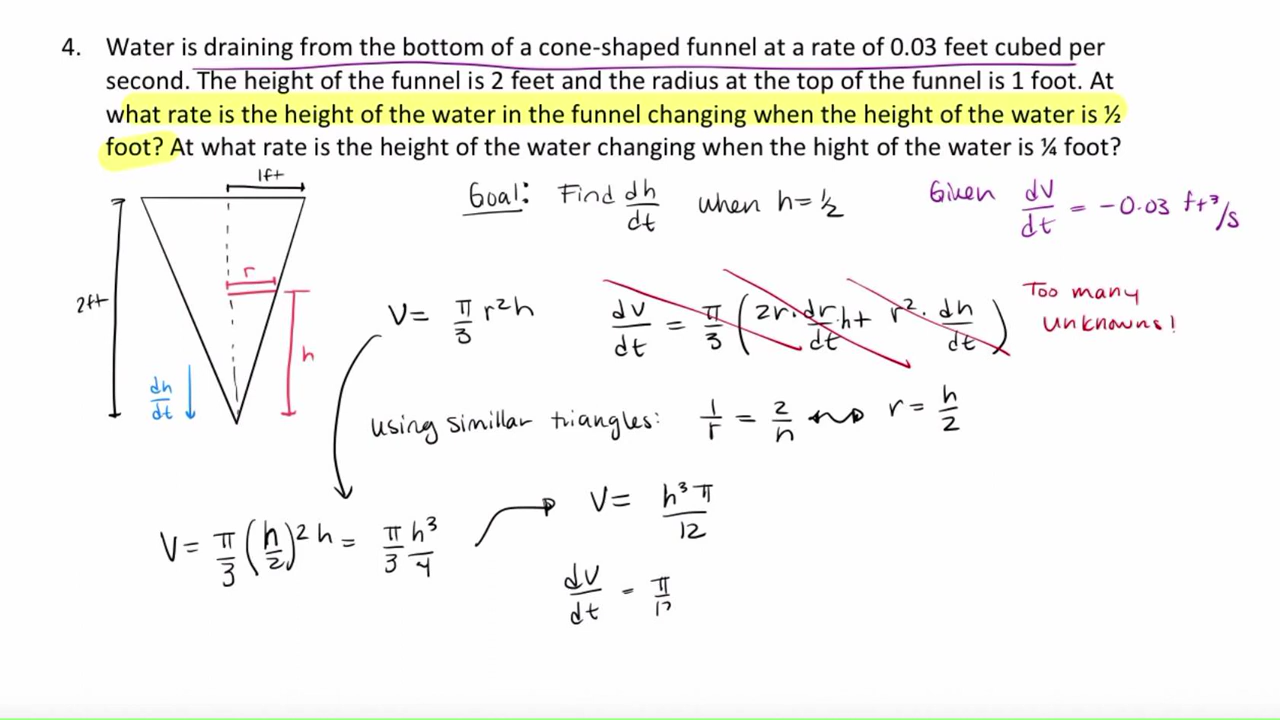 4. Water is draining from the bottom of a cone-shaped funnel at a rate of 0.03 feet cubed per
second. The height of the funnel is 2 feet and the radius at the top of the funnel is 1 foot. At
what rate is the height of the water in the funnel changing when the height of the water is ½
foot? At what rate is the height of the water changing when the hight of the water is ¼ foot?
1ft
Goal: Find dh/dt when h=½
Given dV/dt = -0.03 ft³/s
r
2ft
h
dh/dt
V= π/3 r²h
dV/dt = π/3 (2r·dr/dt h + r²·dh/dt)
Too many
unknowns!
using simillar triangles: 1/r = 2/h r = h/2
V= π/3 (h/2)² h = π/3 h³/4
V= h³π/12
dV/dt = π/12